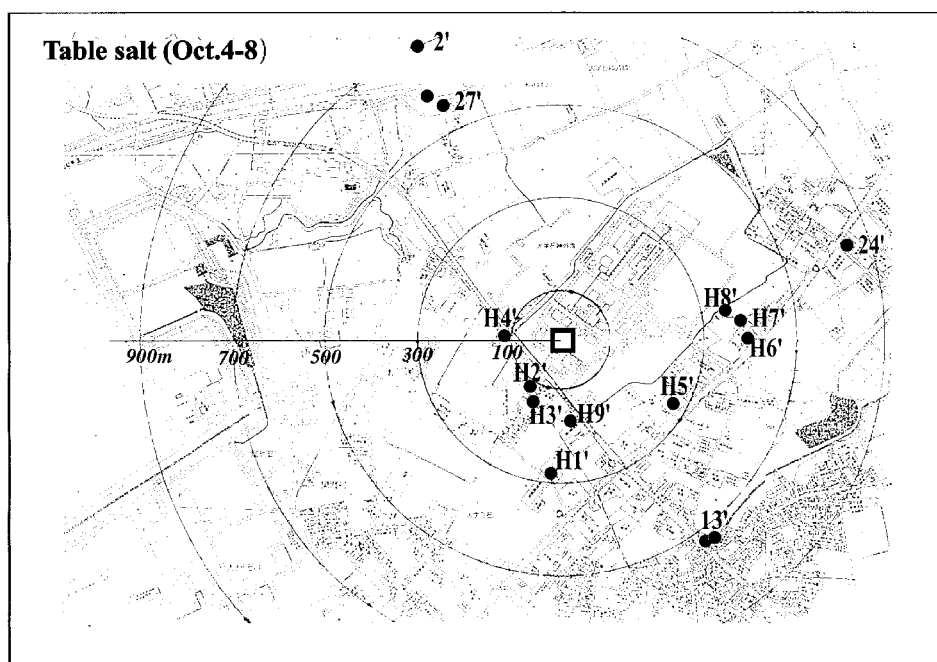 Table salt (Oct.4-8)
2'
27'
24'
H8'
H7'
H6'
H4'
900m 700 500 300 100
H2'
H3'
H9'
H5'
H1'
13'